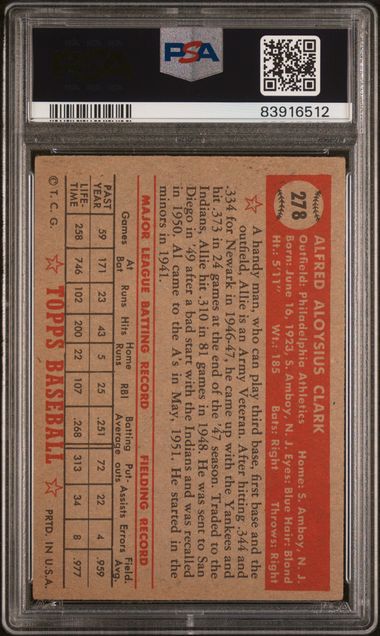 PSA
83916512
278
ALFRED ALOYSIUS CLARK
Outfield: Philadelphia Athletics Home: S. Amboy, N. J.
Born: June 16, 1923, S. Amboy, N. J. Eyes: Blue Hair: Blond
Ht.: 5'11" Wt.: 185 Bats: Right Throws: Right
A handy man, who can play third base, first base and the
outfield, Allie is an Army Veteran. After hitting .344 and
.334 for Newark in 1946-47, he came up with the Yankees and
hit .373 in 24 games at the end of the '47 season. Traded to the
Indians, Allie hit .310 in 81 games in 1948. He was sent to San
Diego in '49 after a bad start with the Indians and was recalled
in 1950. Al came to the A's in May, 1951. He started in the
minors in 1941.
MAJOR LEAGUE BATTING RECORD FIELDING RECORD
Games At Bat Runs Hits Home Runs RBI Batting Average Put-outs Assists Errors Field. Avg.
PAST YEAR 59 171 23 43 5 25 .251 72 22 4 .959
LIFE-TIME 258 746 102 200 22 107 .268 313 34 8 .977
© T. C. G. TOPPS BASEBALL PRTD. IN U.S.A.